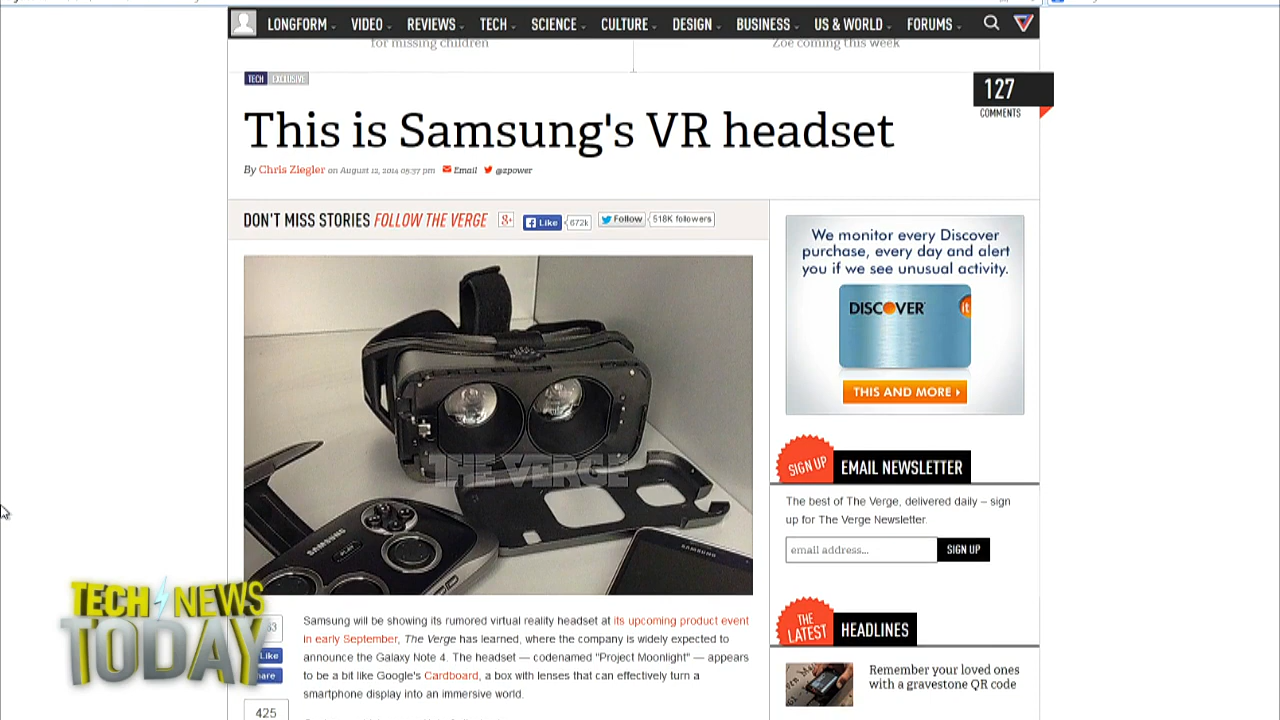 LONGFORM
VIDEO
REVIEWS
TECH
SCIENCE
CULTURE
DESIGN
BUSINESS
US & WORLD
FORUMS
for missing children
Zoe coming this week
TECH
EXCLUSIVE
127
COMMENTS
This is Samsung's VR headset
By Chris Ziegler on August 12, 2014 05:37 pm Email @zpower
DON'T MISS STORIES FOLLOW THE VERGE
8+
Like
672k
Follow
518K followers
THE VERGE
SAMSUNG
PLAY
SAMSUNG
We monitor every Discover
purchase, every day and alert
you if we see unusual activity.
DISCOVER
it
THIS AND MORE
SIGN UP
EMAIL NEWSLETTER
The best of The Verge, delivered daily – sign
up for The Verge Newsletter.
email address...
SIGN UP
THE
LATEST
HEADLINES
Remember your loved ones
with a gravestone QR code
Samsung will be showing its rumored virtual reality headset at its upcoming product event
in early September, The Verge has learned, where the company is widely expected to
announce the Galaxy Note 4. The headset — codenamed "Project Moonlight" — appears
to be a bit like Google's Cardboard, a box with lenses that can effectively turn a
smartphone display into an immersive world.
Like
425
TECH NEWS
TODAY